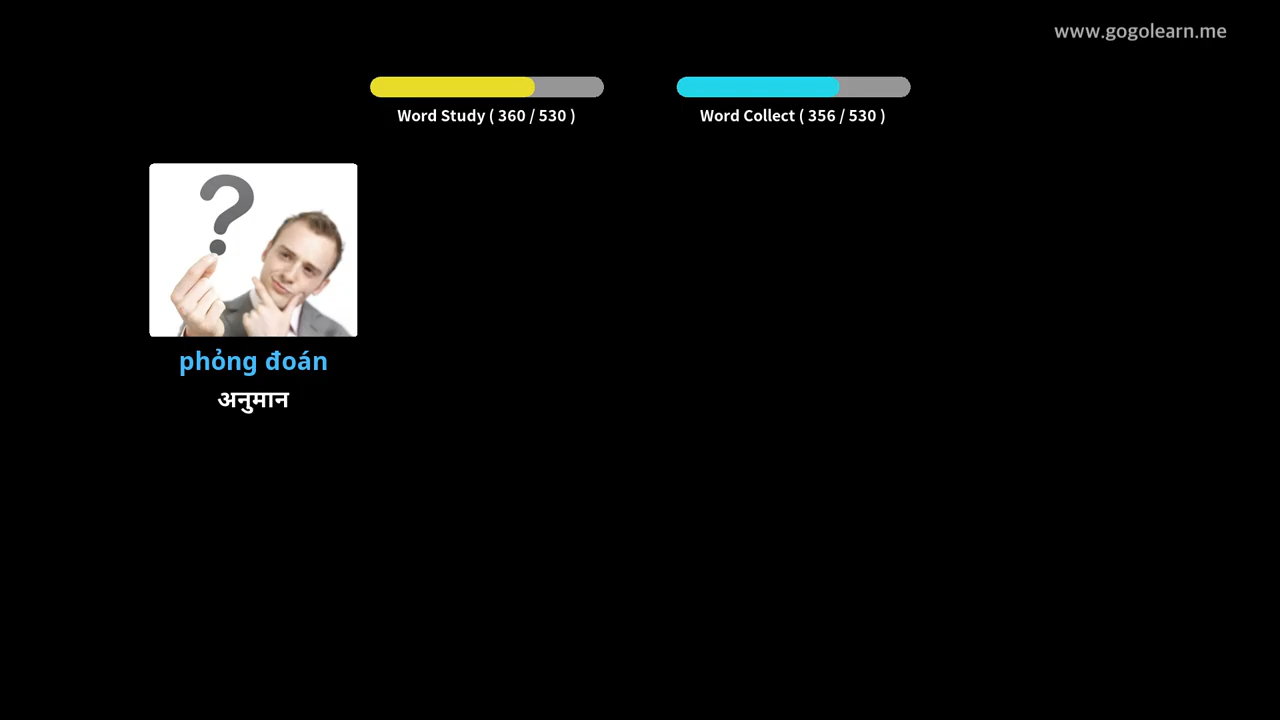 www.gogolearn.me
Word Study ( 360 / 530 )
Word Collect ( 356 / 530 )
phỏng đoán
अनुमान